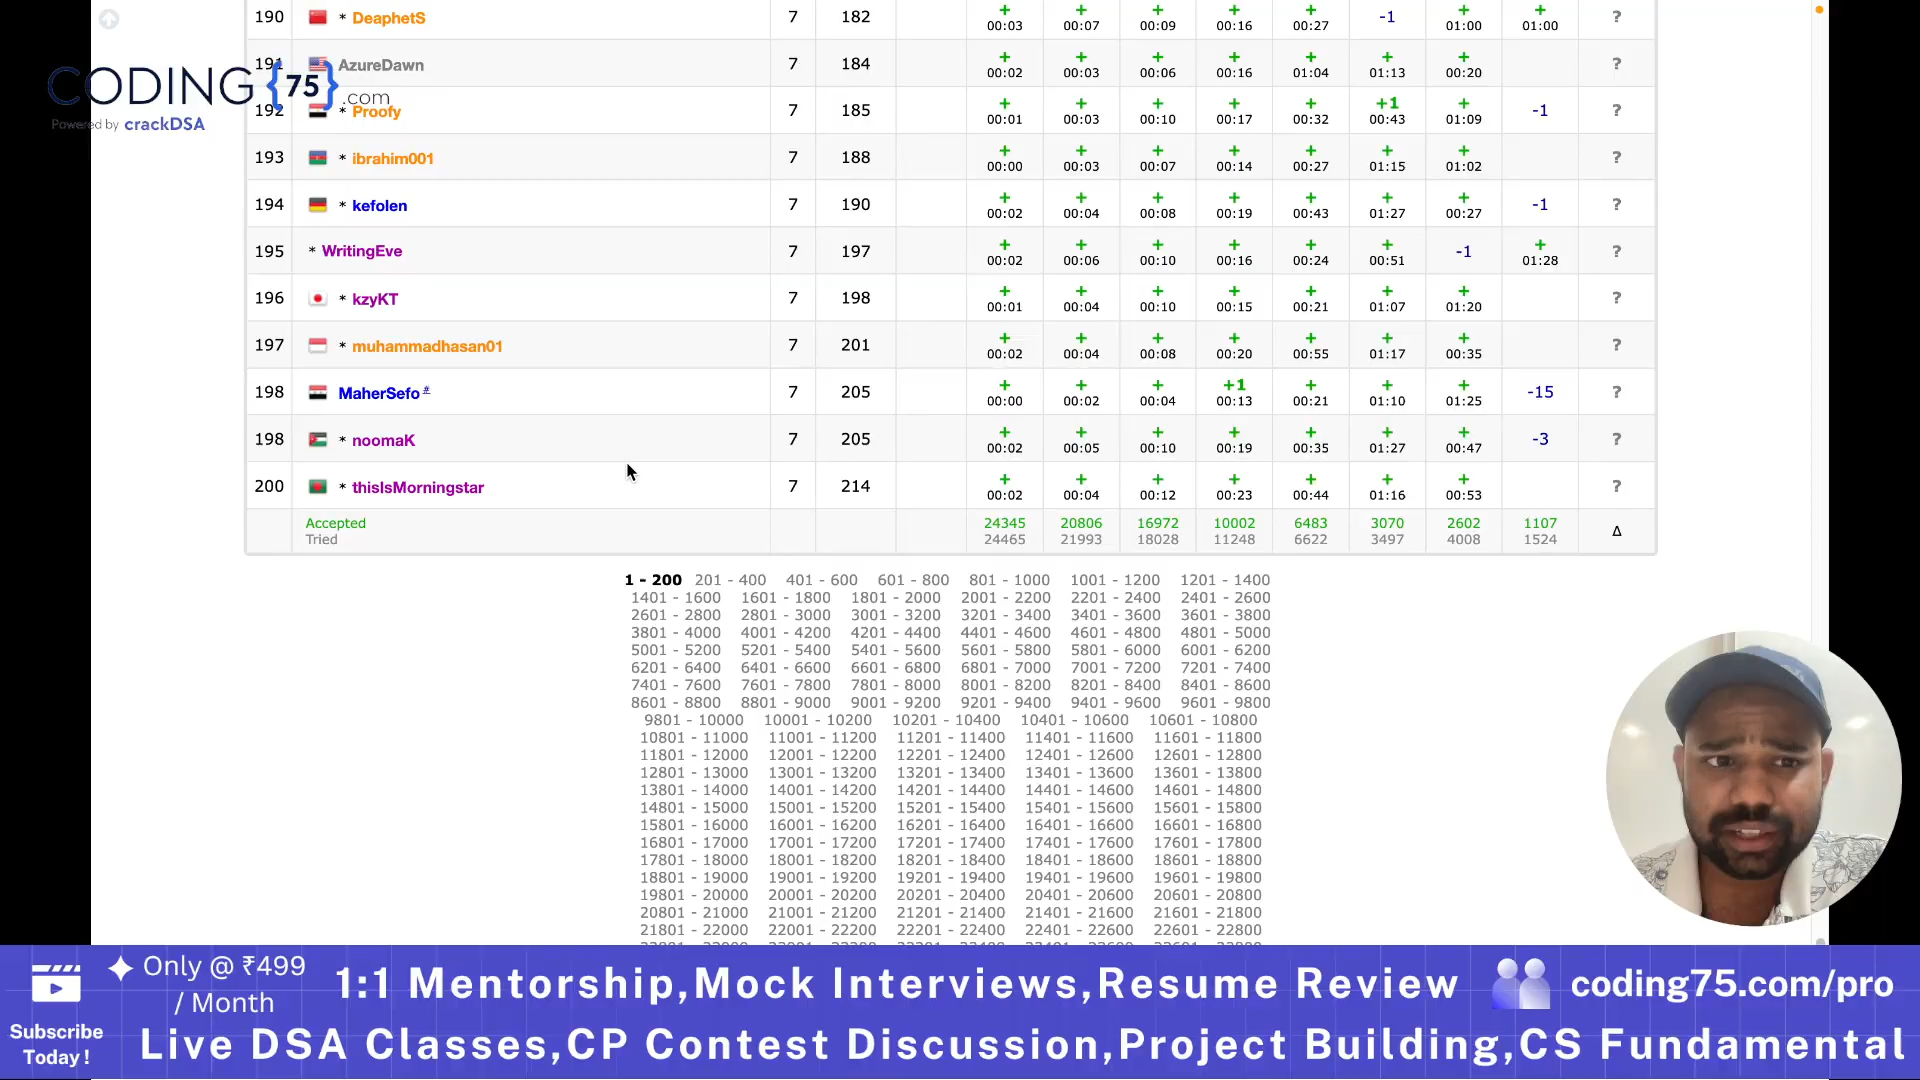 190 * DeaphetS 7 182 + + + + + -1 + + ?
00:03 00:07 00:09 00:16 00:27 01:00 01:00
191 AzureDawn 7 184 + + + + + + + ?
00:02 00:03 00:06 00:16 01:04 01:13 00:20
192 * Proofy 7 185 + + + + + +1 + -1 ?
00:01 00:03 00:10 00:17 00:32 00:43 01:09
193 * ibrahim001 7 188 + + + + + + + ?
00:00 00:03 00:07 00:14 00:27 01:15 01:02
194 * kefolen 7 190 + + + + + + + -1 ?
00:02 00:04 00:08 00:19 00:43 01:27 00:27
195 * WritingEve 7 197 + + + + + + -1 + ?
00:02 00:06 00:10 00:16 00:24 00:51 01:28
196 * kzyKT 7 198 + + + + + + + ?
00:01 00:04 00:10 00:15 00:21 01:07 01:20
197 * muhammadhasan01 7 201 + + + + + + + ?
00:02 00:04 00:08 00:20 00:55 01:17 00:35
198 MaherSefo # 7 205 + + + +1 + + + -15 ?
00:00 00:02 00:04 00:13 00:21 01:10 01:25
198 * noomaK 7 205 + + + + + + + -3 ?
00:02 00:05 00:10 00:19 00:35 01:27 00:47
200 * thisIsMorningstar 7 214 + + + + + + + ?
00:02 00:04 00:12 00:23 00:44 01:16 00:53
Accepted 24345 20806 16972 10002 6483 3070 2602 1107 Δ
Tried 24465 21993 18028 11248 6622 3497 4008 1524
CODING {75} .com
Powered by crackDSA
1 - 200 201 - 400 401 - 600 601 - 800 801 - 1000 1001 - 1200 1201 - 1400
1401 - 1600 1601 - 1800 1801 - 2000 2001 - 2200 2201 - 2400 2401 - 2600
2601 - 2800 2801 - 3000 3001 - 3200 3201 - 3400 3401 - 3600 3601 - 3800
3801 - 4000 4001 - 4200 4201 - 4400 4401 - 4600 4601 - 4800 4801 - 5000
5001 - 5200 5201 - 5400 5401 - 5600 5601 - 5800 5801 - 6000 6001 - 6200
6201 - 6400 6401 - 6600 6601 - 6800 6801 - 7000 7001 - 7200 7201 - 7400
7401 - 7600 7601 - 7800 7801 - 8000 8001 - 8200 8201 - 8400 8401 - 8600
8601 - 8800 8801 - 9000 9001 - 9200 9201 - 9400 9401 - 9600 9601 - 9800
9801 - 10000 10001 - 10200 10201 - 10400 10401 - 10600 10601 - 10800
10801 - 11000 11001 - 11200 11201 - 11400 11401 - 11600 11601 - 11800
11801 - 12000 12001 - 12200 12201 - 12400 12401 - 12600 12601 - 12800
12801 - 13000 13001 - 13200 13201 - 13400 13401 - 13600 13601 - 13800
13801 - 14000 14001 - 14200 14201 - 14400 14401 - 14600 14601 - 14800
14801 - 15000 15001 - 15200 15201 - 15400 15401 - 15600 15601 - 15800
15801 - 16000 16001 - 16200 16201 - 16400 16401 - 16600 16601 - 16800
16801 - 17000 17001 - 17200 17201 - 17400 17401 - 17600 17601 - 17800
17801 - 18000 18001 - 18200 18201 - 18400 18401 - 18600 18601 - 18800
18801 - 19000 19001 - 19200 19201 - 19400 19401 - 19600 19601 - 19800
19801 - 20000 20001 - 20200 20201 - 20400 20401 - 20600 20601 - 20800
20801 - 21000 21001 - 21200 21201 - 21400 21401 - 21600 21601 - 21800
21801 - 22000 22001 - 22200 22201 - 22400 22401 - 22600 22601 - 22800
Only @ ₹499
/ Month
1:1 Mentorship,Mock Interviews,Resume Review
coding75.com/pro
Subscribe
Today!
Live DSA Classes,CP Contest Discussion,Project Building,CS Fundamental